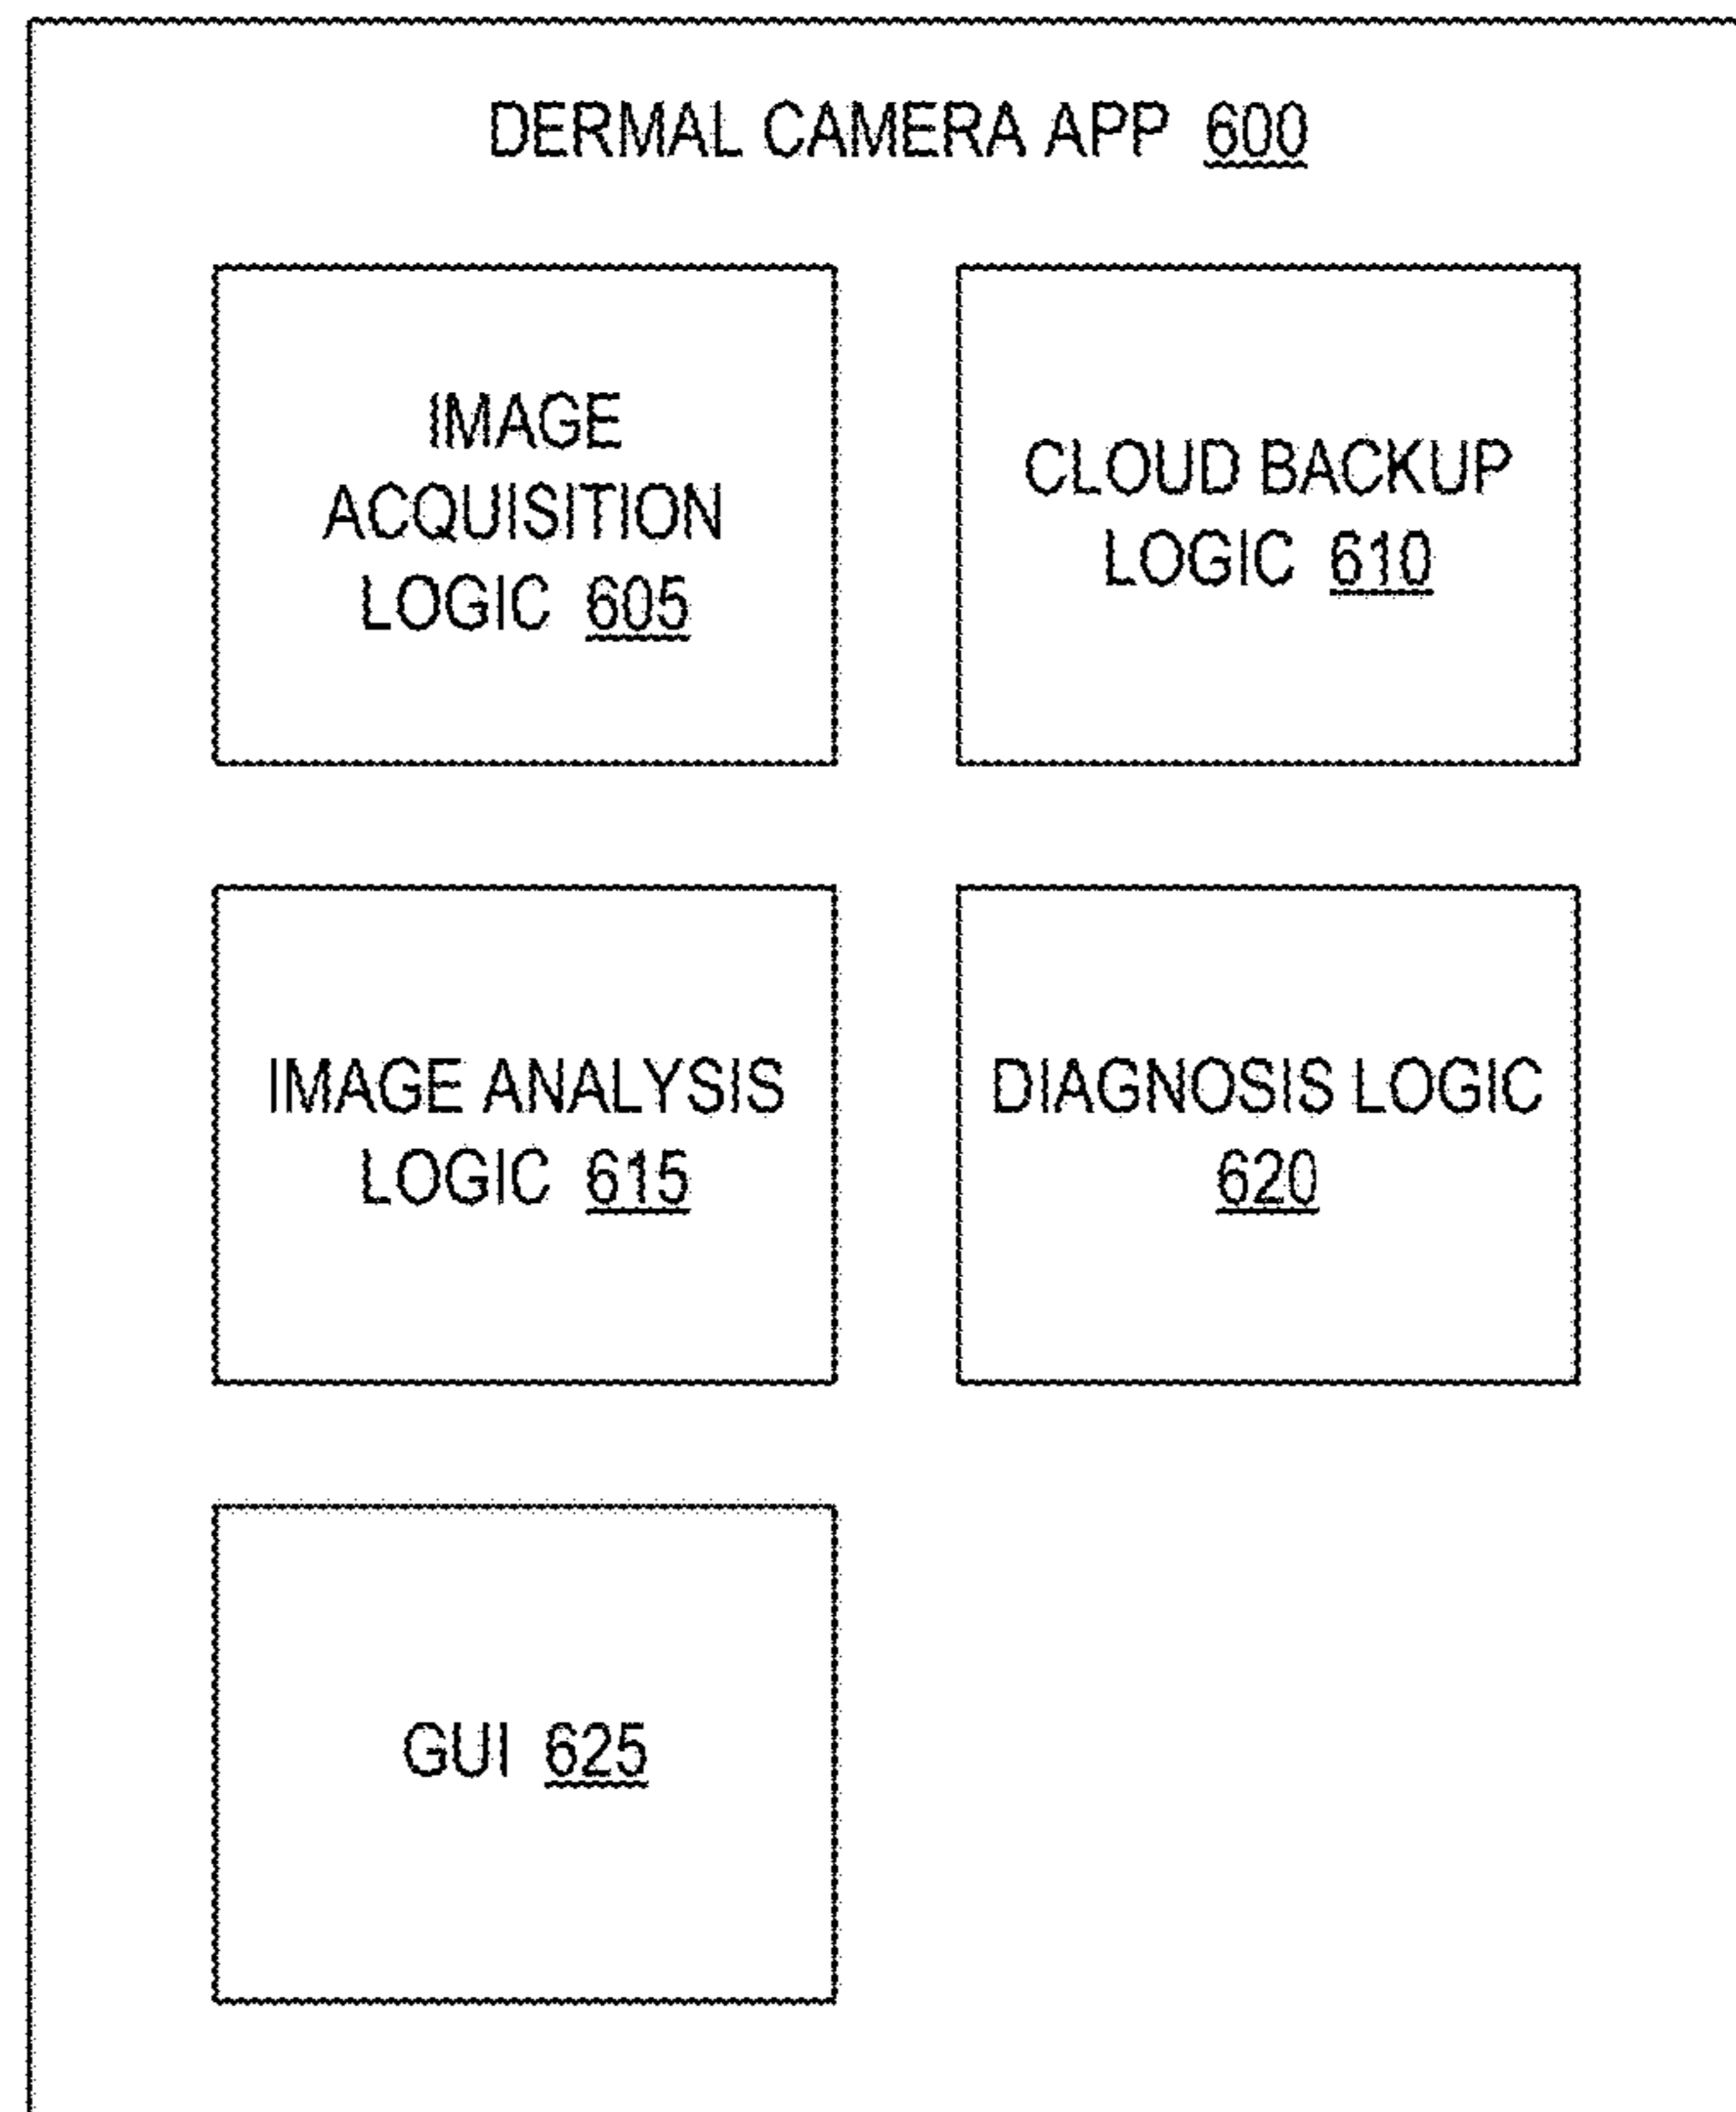 DERMAL CAMERA APP 600
IMAGE
ACQUISITION
LOGIC 605
CLOUD BACKUP
LOGIC 610
IMAGE ANALYSIS
LOGIC 615
DIAGNOSIS LOGIC
620
GUI 625